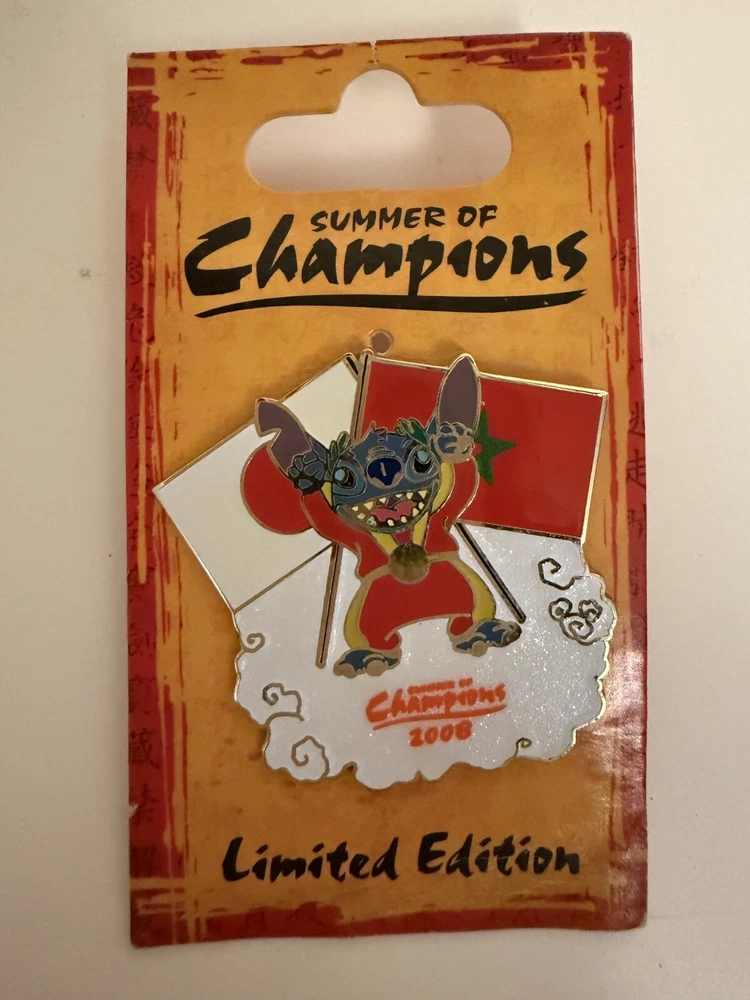 SUMMER OF
Champions
SUMMER OF
Champions
2008
Limited Edition